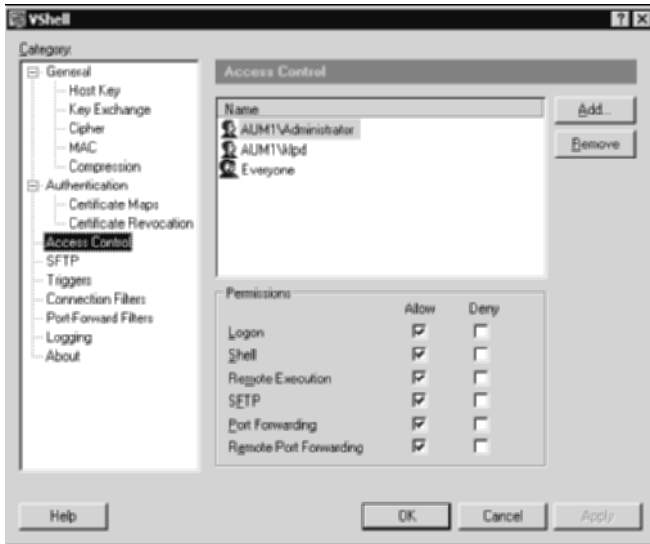 VShell
Category:
General
Host Key
Key Exchange
Cipher
MAC
Compression
Authentication
Certificate Maps
Certificate Revocation
Access Control
SFTP
Triggers
Connection Filters
Port-Forward Filters
Logging
About
Access Control
Name
AUM1\Administrator
AUM1\klpd
Everyone
Add...
Remove
Permissions
Allow Deny
Logon
Shell
Remote Execution
SFTP
Port Forwarding
Remote Port Forwarding
Help
OK
Cancel
Apply